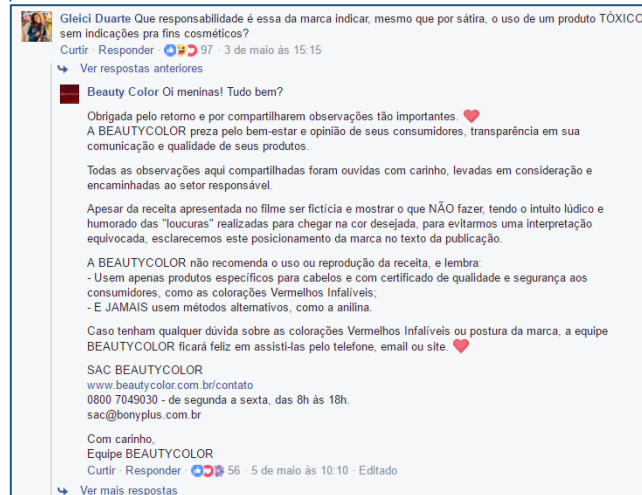 Gleici Duarte Que responsabilidade é essa da marca indicar, mesmo que por sátira, o uso de um produto TÓXICO
sem indicações pra fins cosméticos?
Curtir · Responder · 97 · 3 de maio às 15:15
Ver respostas anteriores
Beauty Color Oi meninas! Tudo bem?
Obrigada pelo retorno e por compartilharem observações tão importantes. ❤
A BEAUTYCOLOR preza pelo bem-estar e opinião de seus consumidores, transparência em sua
comunicação e qualidade de seus produtos.
Todas as observações aqui compartilhadas foram ouvidas com carinho, levadas em consideração e
encaminhadas ao setor responsável.
Apesar da receita apresentada no filme ser fictícia e mostrar o que NÃO fazer, tendo o intuito lúdico e
humorado das "loucuras" realizadas para chegar na cor desejada, para evitarmos uma interpretação
equivocada, esclarecemos este posicionamento da marca no texto da publicação.
A BEAUTYCOLOR não recomenda o uso ou reprodução da receita, e lembra:
- Usem apenas produtos específicos para cabelos e com certificado de qualidade e segurança aos
consumidores, como as colorações Vermelhos Infalíveis;
- E JAMAIS usem métodos alternativos, como a anilina.
Caso tenham qualquer dúvida sobre as colorações Vermelhos Infalíveis ou postura da marca, a equipe
BEAUTYCOLOR ficará feliz em assisti-las pelo telefone, email ou site. ❤
SAC BEAUTYCOLOR
www.beautycolor.com.br/contato
0800 7049030 - de segunda a sexta, das 8h às 18h.
sac@bonyplus.com.br
Com carinho,
Equipe BEAUTYCOLOR
Curtir · Responder · 56 · 5 de maio às 10:10 · Editado
Ver mais respostas